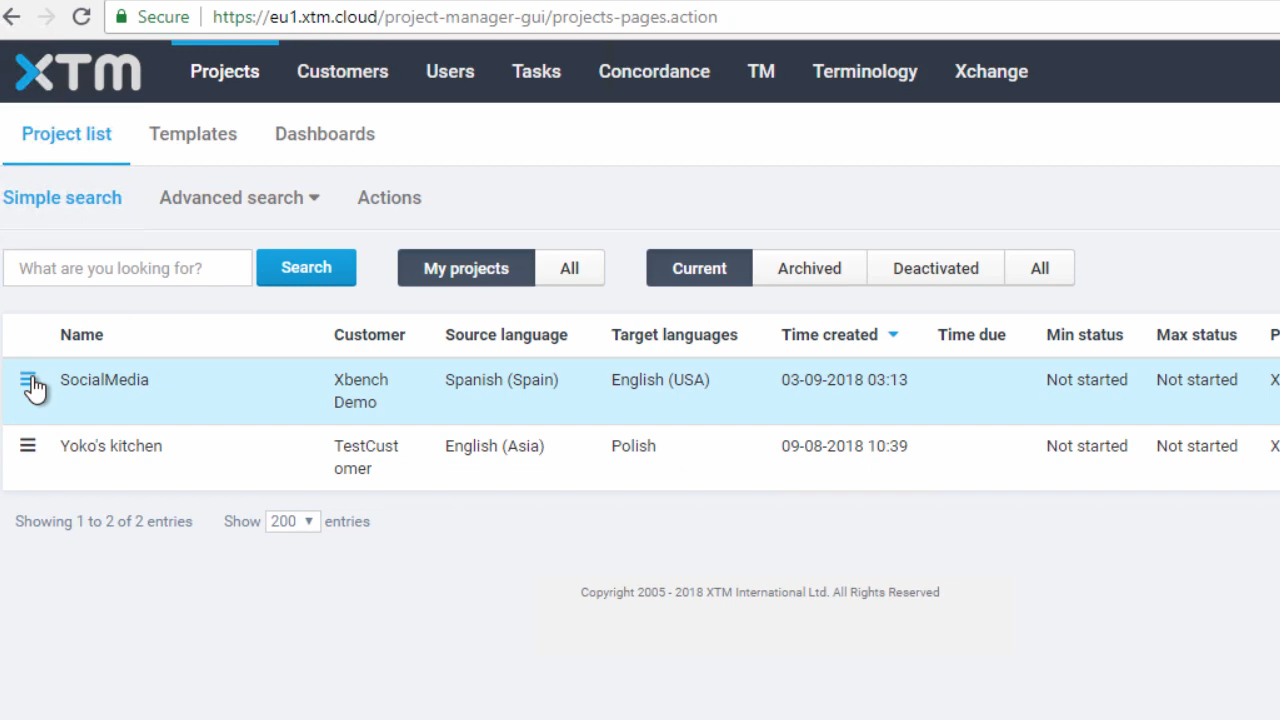 Secure https://eu1.xtm.cloud/project-manager-gui/projects-pages.action
XTM Projects Customers Users Tasks Concordance TM Terminology Xchange
Project list Templates Dashboards
Simple search Advanced search Actions
What are you looking for? Search My projects All Current Archived Deactivated All
Name Customer Source language Target languages Time created Time due Min status Max status P
SocialMedia Xbench Spanish (Spain) English (USA) 03-09-2018 03:13 Not started Not started X
Demo
Yoko's kitchen TestCust English (Asia) Polish 09-08-2018 10:39 Not started Not started X
omer
Showing 1 to 2 of 2 entries Show 200 entries
Copyright 2005 - 2018 XTM International Ltd. All Rights Reserved